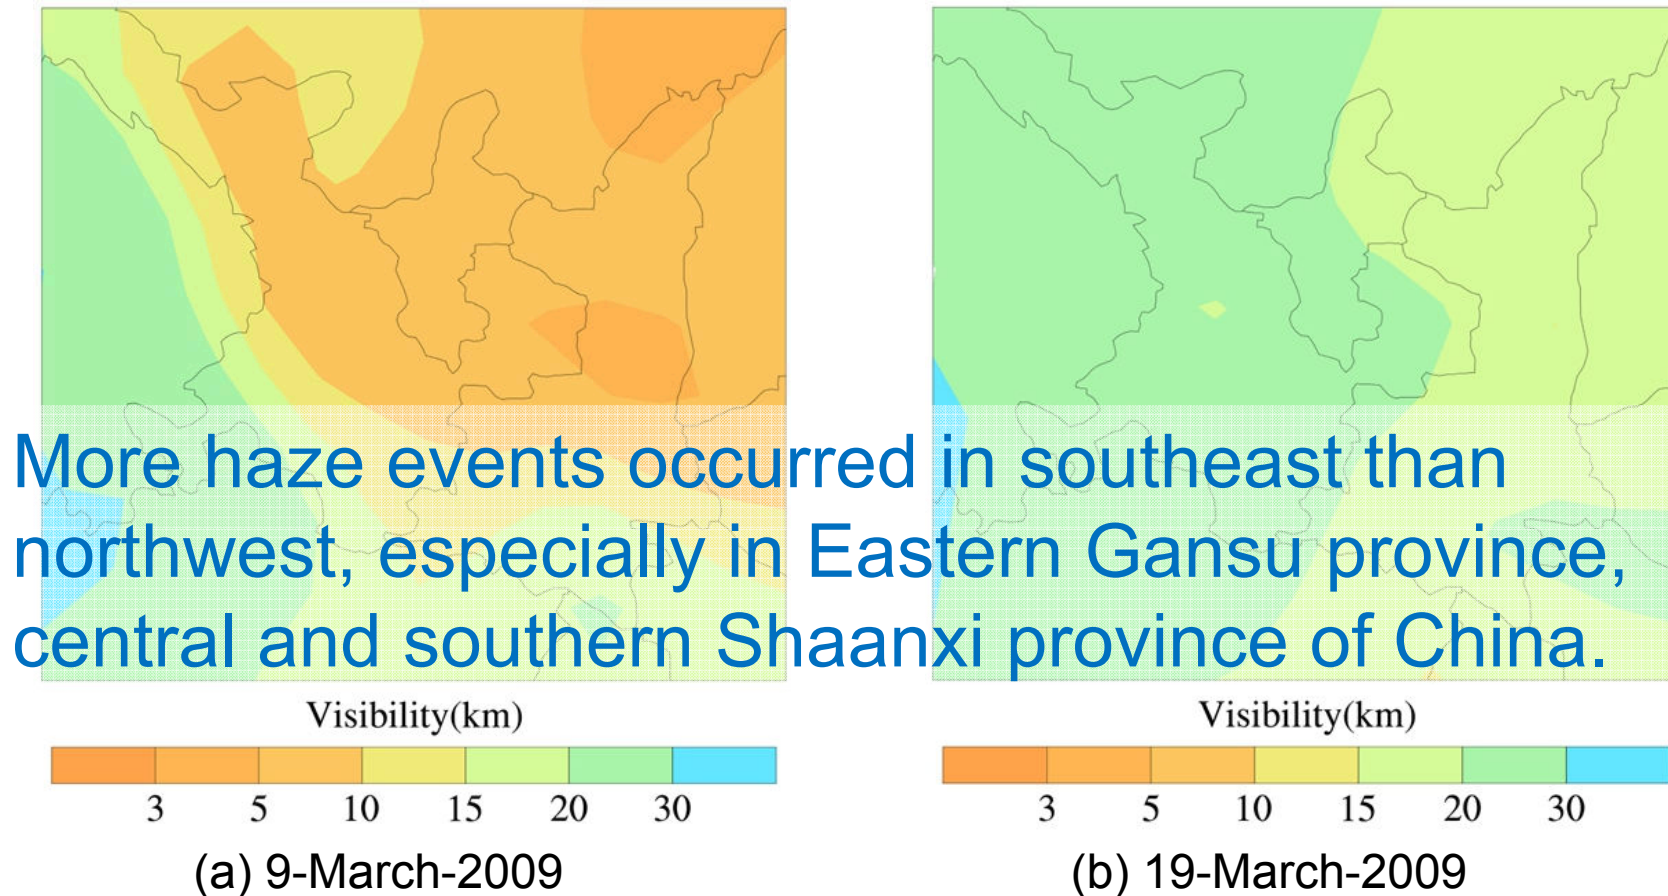 More haze events occurred in southeast than
northwest, especially in Eastern Gansu province,
central and southern Shaanxi province of China.
Visibility(km)
3 5 10 15 20 30
(a) 9-March-2009
Visibility(km)
3 5 10 15 20 30
(b) 19-March-2009